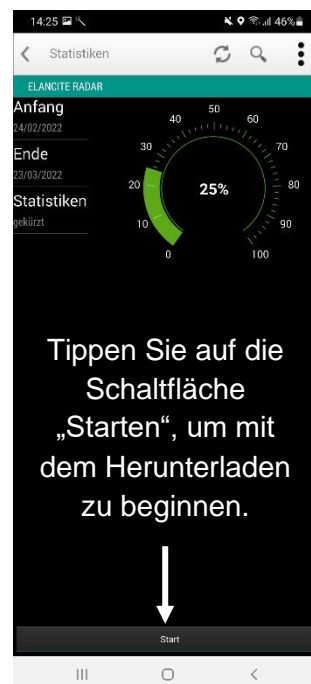 14:25
46%
Statistiken
ELANCITE RADAR
Anfang
24/02/2022
Ende
23/03/2022
Statistiken
gekürzt
0
10
20
30
40
50
60
70
80
90
100
25%
Tippen Sie auf die
Schaltfläche
„Starten“, um mit
dem Herunterladen
zu beginnen.
Start